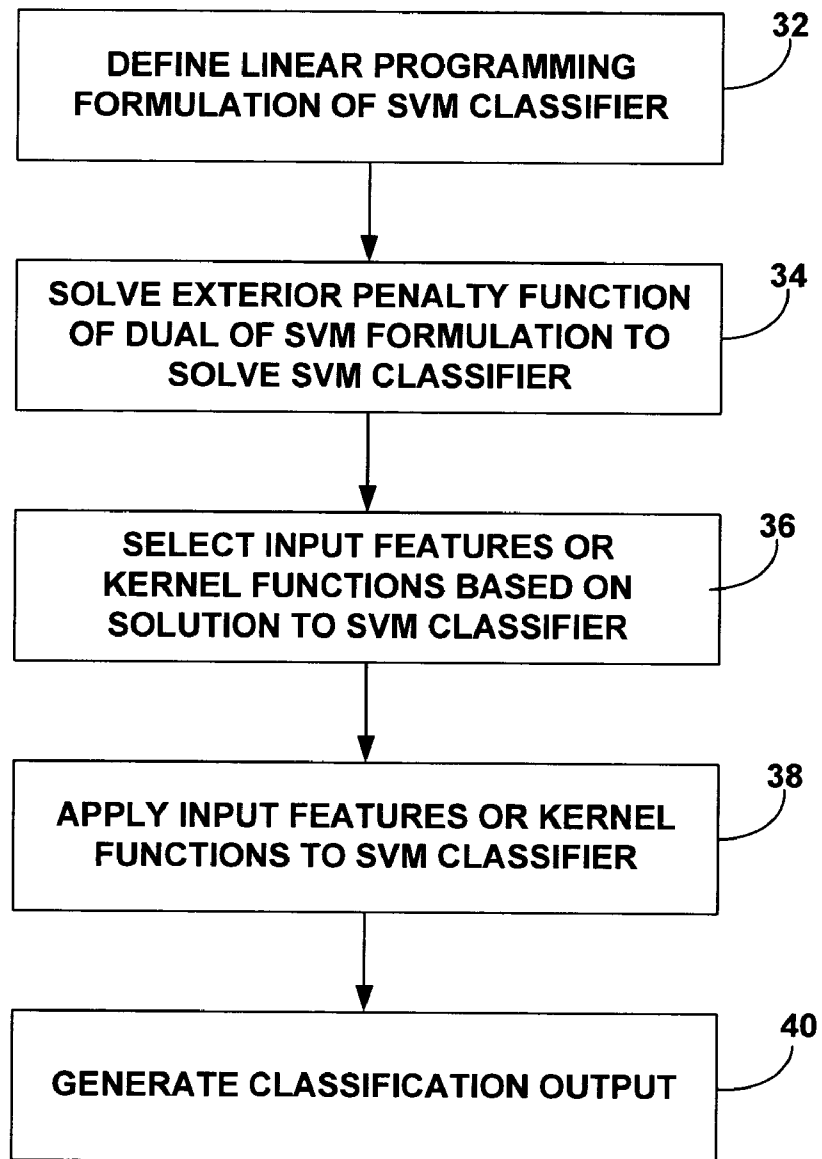 32
DEFINE LINEAR PROGRAMMING
FORMULATION OF SVM CLASSIFIER
34
SOLVE EXTERIOR PENALTY FUNCTION
OF DUAL OF SVM FORMULATION TO
SOLVE SVM CLASSIFIER
36
SELECT INPUT FEATURES OR
KERNEL FUNCTIONS BASED ON
SOLUTION TO SVM CLASSIFIER
38
APPLY INPUT FEATURES OR KERNEL
FUNCTIONS TO SVM CLASSIFIER
40
GENERATE CLASSIFICATION OUTPUT